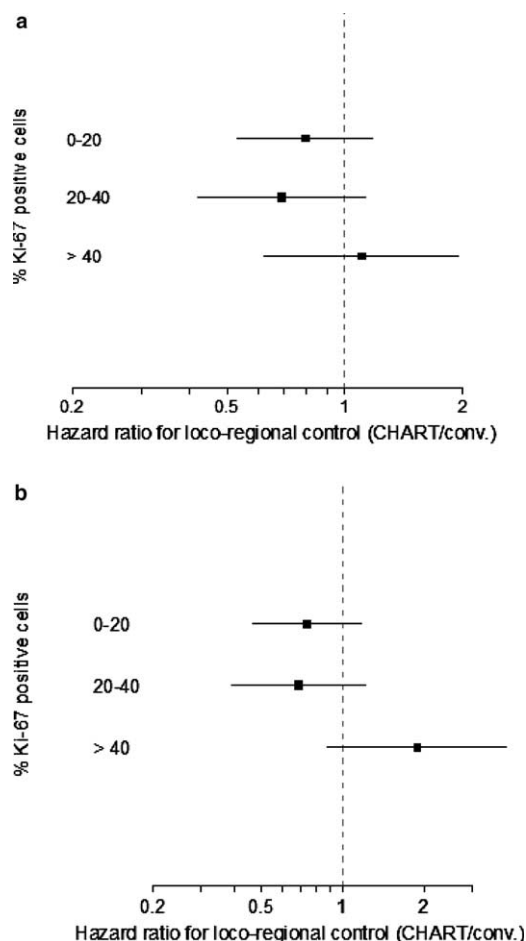 a
% Ki-67 positive cells
0-20
20-40
> 40
0.2 0.5 1 2
Hazard ratio for loco-regional control (CHART/conv.)
b
% Ki-67 positive cells
0-20
20-40
> 40
0.2 0.5 1 2
Hazard ratio for loco-regional control (CHART/conv.)